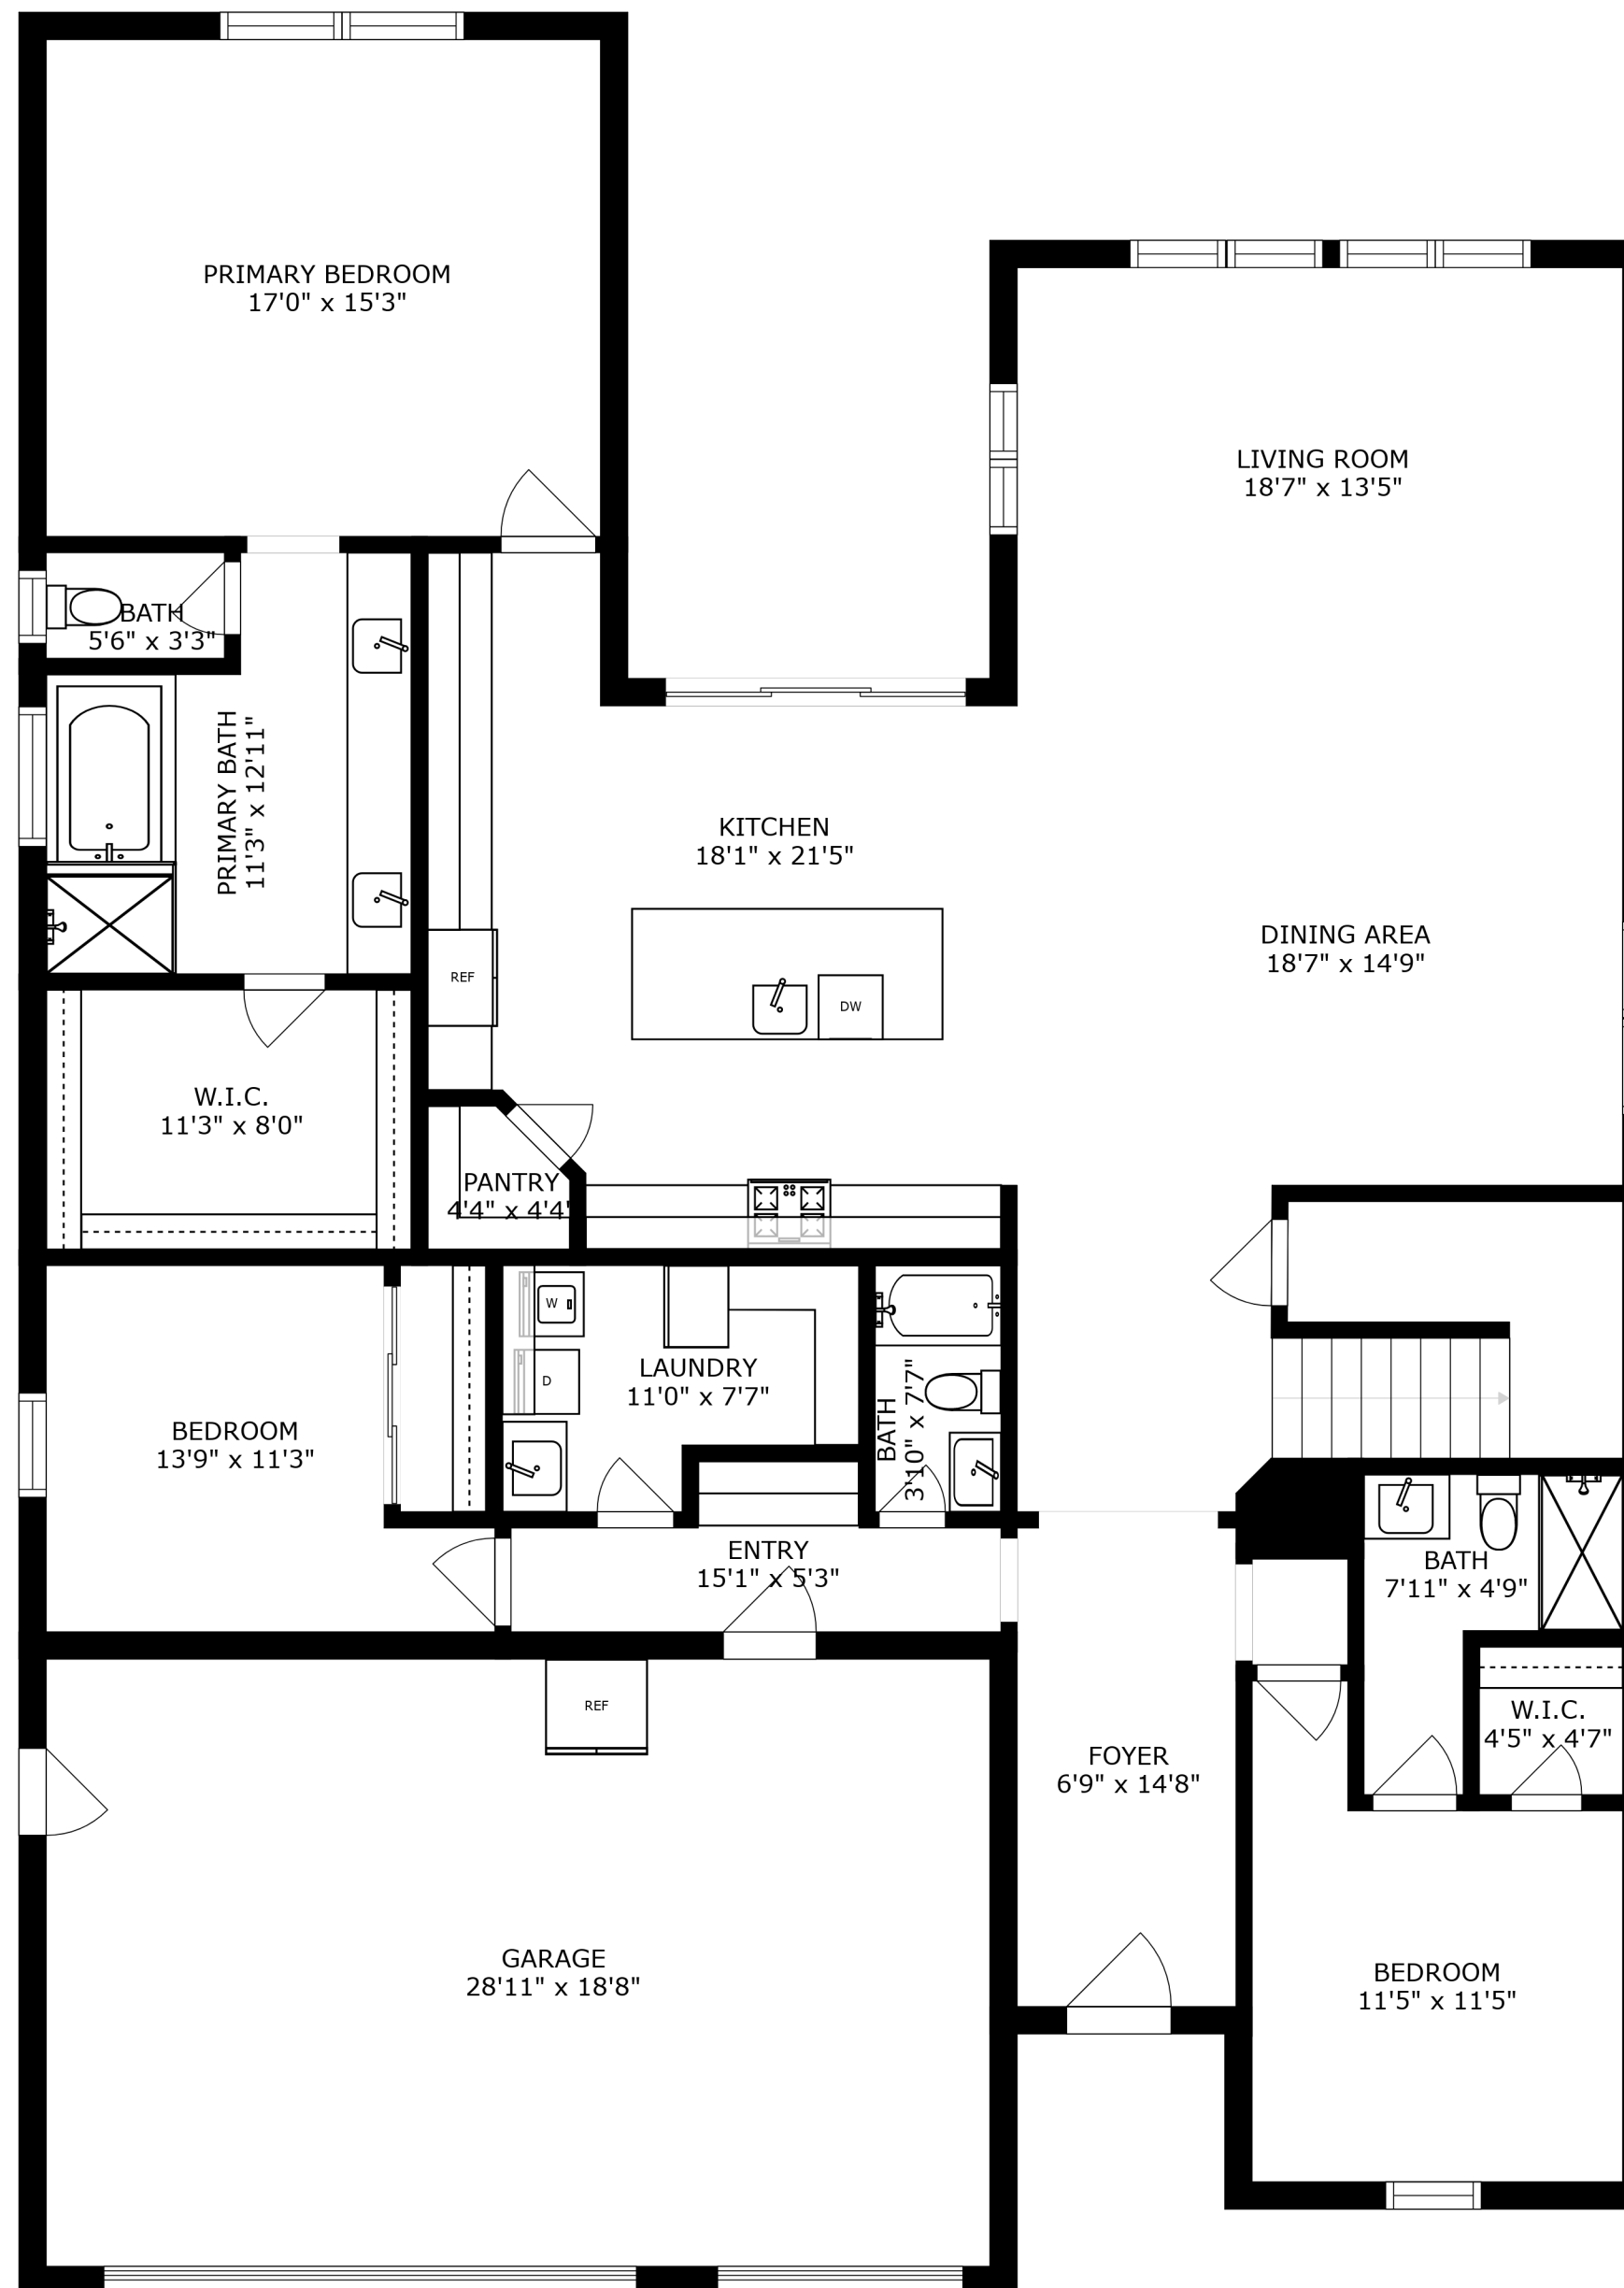 PRIMARY BEDROOM
17'0" x 15'3"
LIVING ROOM
18'7" x 13'5"
BATH
5'6" x 3'3"
PRIMARY BATH
11'3" x 12'11"
KITCHEN
18'1" x 21'5"
DINING AREA
18'7" x 14'9"
REF
DW
W.I.C.
11'3" x 8'0"
PANTRY
4'4" x 4'4"
W
D
LAUNDRY
11'0" x 7'7"
BATH
3'10" x 7'7"
BEDROOM
13'9" x 11'3"
ENTRY
15'1" x 5'3"
BATH
7'11" x 4'9"
REF
W.I.C.
4'5" x 4'7"
FOYER
6'9" x 14'8"
GARAGE
28'11" x 18'8"
BEDROOM
11'5" x 11'5"